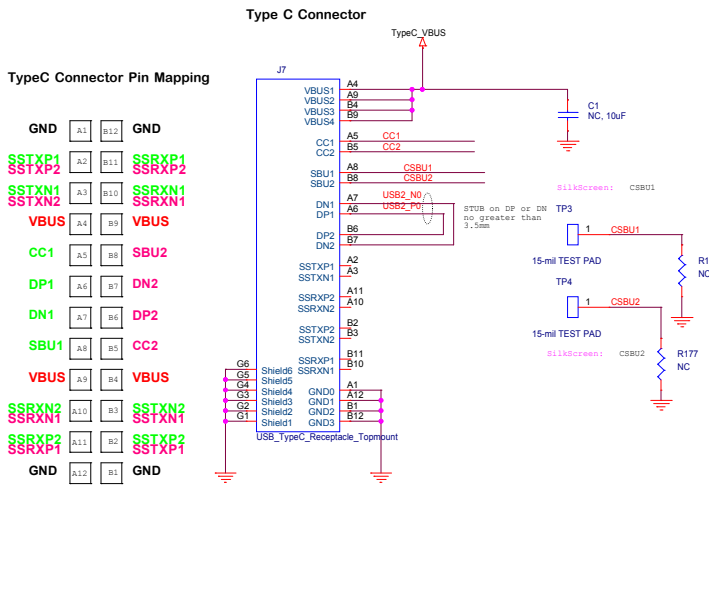 Type C Connector
TypeC_VBUS
TypeC Connector Pin Mapping
GND A1 B12 GND
SSTXP1 SSRXP1
A2 B11
SSTXP2 SSRXP2
SSTXN1 SSRXN1
A3 B10
SSTXN2 SSRXN1
VBUS A4 B9 VBUS
CC1 A5 B8 SBU2
DP1 A6 B7 DN2
DN1 A7 B6 DP2
SBU1 A8 B5 CC2
VBUS A9 B4 VBUS
SSRXN2 SSTXN2
A10 B3
SSRXN1 SSTXN1
SSRXP2 SSTXP2
A11 B2
SSRXP1 SSTXP1
GND A12 B1 GND
J7
VBUS1 A4
VBUS2 A9
VBUS3 B4
VBUS4 B9
CC1 A5 CC1
CC2 B5 CC2
SBU1 A8 CSBU1
SBU2 B8 CSBU2
DN1 A7 USB2_N0
DP1 A6 USB2_P0
DP2 B6
DN2 B7
SSTXP1 A2
SSTXN1 A3
SSRXP2 A11
SSRXN2 A10
SSTXP2 B2
SSTXN2 B3
SSRXP1 B11
SSRXN1 B10
G6 Shield6
G5 Shield5
G4 Shield4 GND0 A1
G3 Shield3 GND1 A12
G2 Shield2 GND2 B1
G1 Shield1 GND3 B12
USB_TypeC_Receptacle_Topmount
STUB on DP or DN
no greater than
3.5mm
C1
NC, 10uF
SilkScreen: CSBU1
TP3
1 CSBU1
15-mil TEST PAD
R1
NC
TP4
1 CSBU2
15-mil TEST PAD
SilkScreen: CSBU2
R177
NC